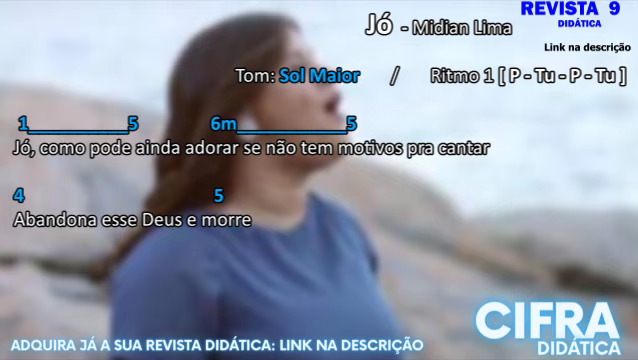 REVISTA 9
DIDÁTICA
Jó - Midian Lima
Link na descrição
Tom: Sol Maior / Ritmo 1 [ P - Tu - P - Tu ]
1___________5 6m____________5
Jó, como pode ainda adorar se não tem motivos pra cantar
4 5
Abandona esse Deus e morre
CIFRA
DIDÁTICA
ADQUIRA JÁ A SUA REVISTA DIDÁTICA: LINK NA DESCRIÇÃO